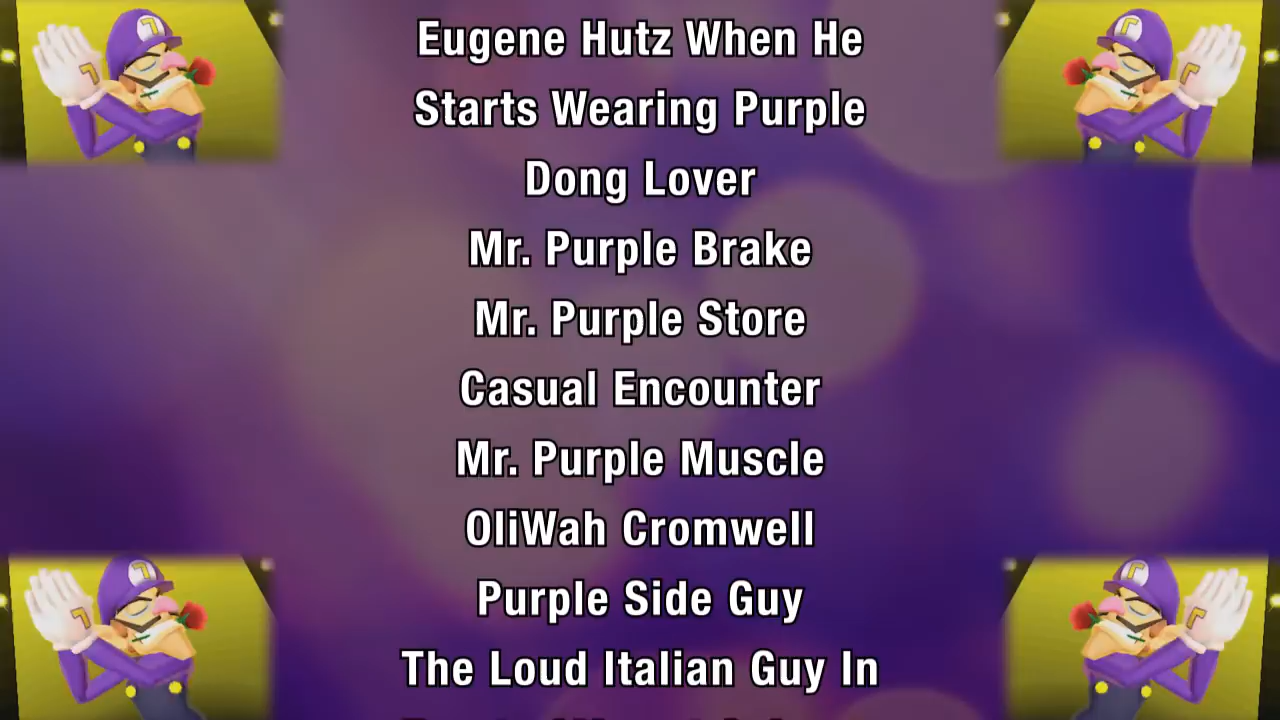 Eugene Hutz When He
Starts Wearing Purple
Dong Lover
Mr. Purple Brake
Mr. Purple Store
Casual Encounter
Mr. Purple Muscle
OliWah Cromwell
Purple Side Guy
The Loud Italian Guy In